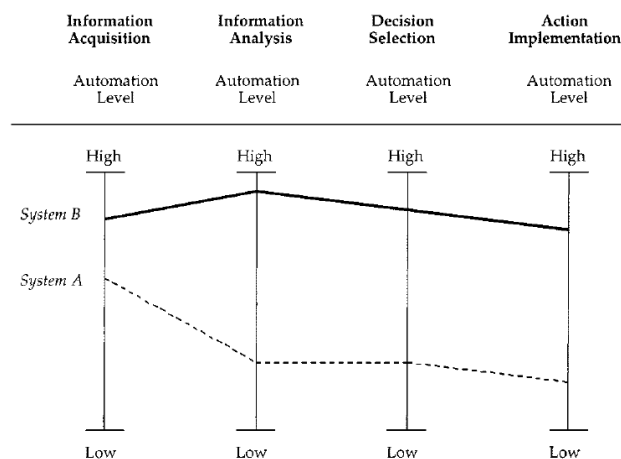 Information Information Decision Action
Acquisition Analysis Selection Implementation
Automation Automation Automation Automation
Level Level Level Level
High High High High
System B
System A
Low Low Low Low